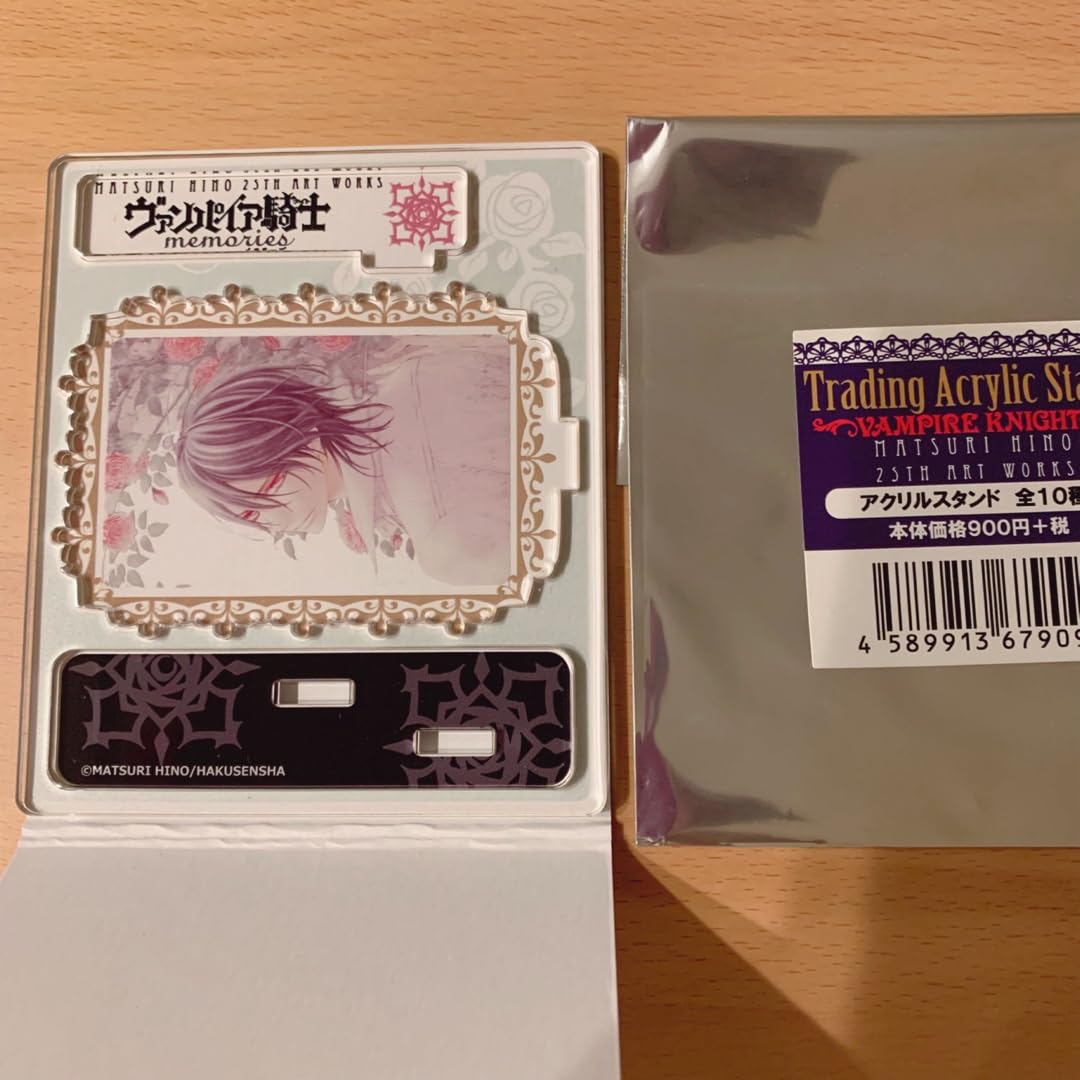 MATSURI HINO 25TH ART WORKS
ヴァンパイア騎士
memories
©MATSURI HINO/HAKUSENSHA
Trading Acrylic Sta
VAMPIRE KNIGHT
MATSURI HINO
25TH ART WORKS
アクリルスタンド 全10種
本体価格900円+税
4 589913 67909